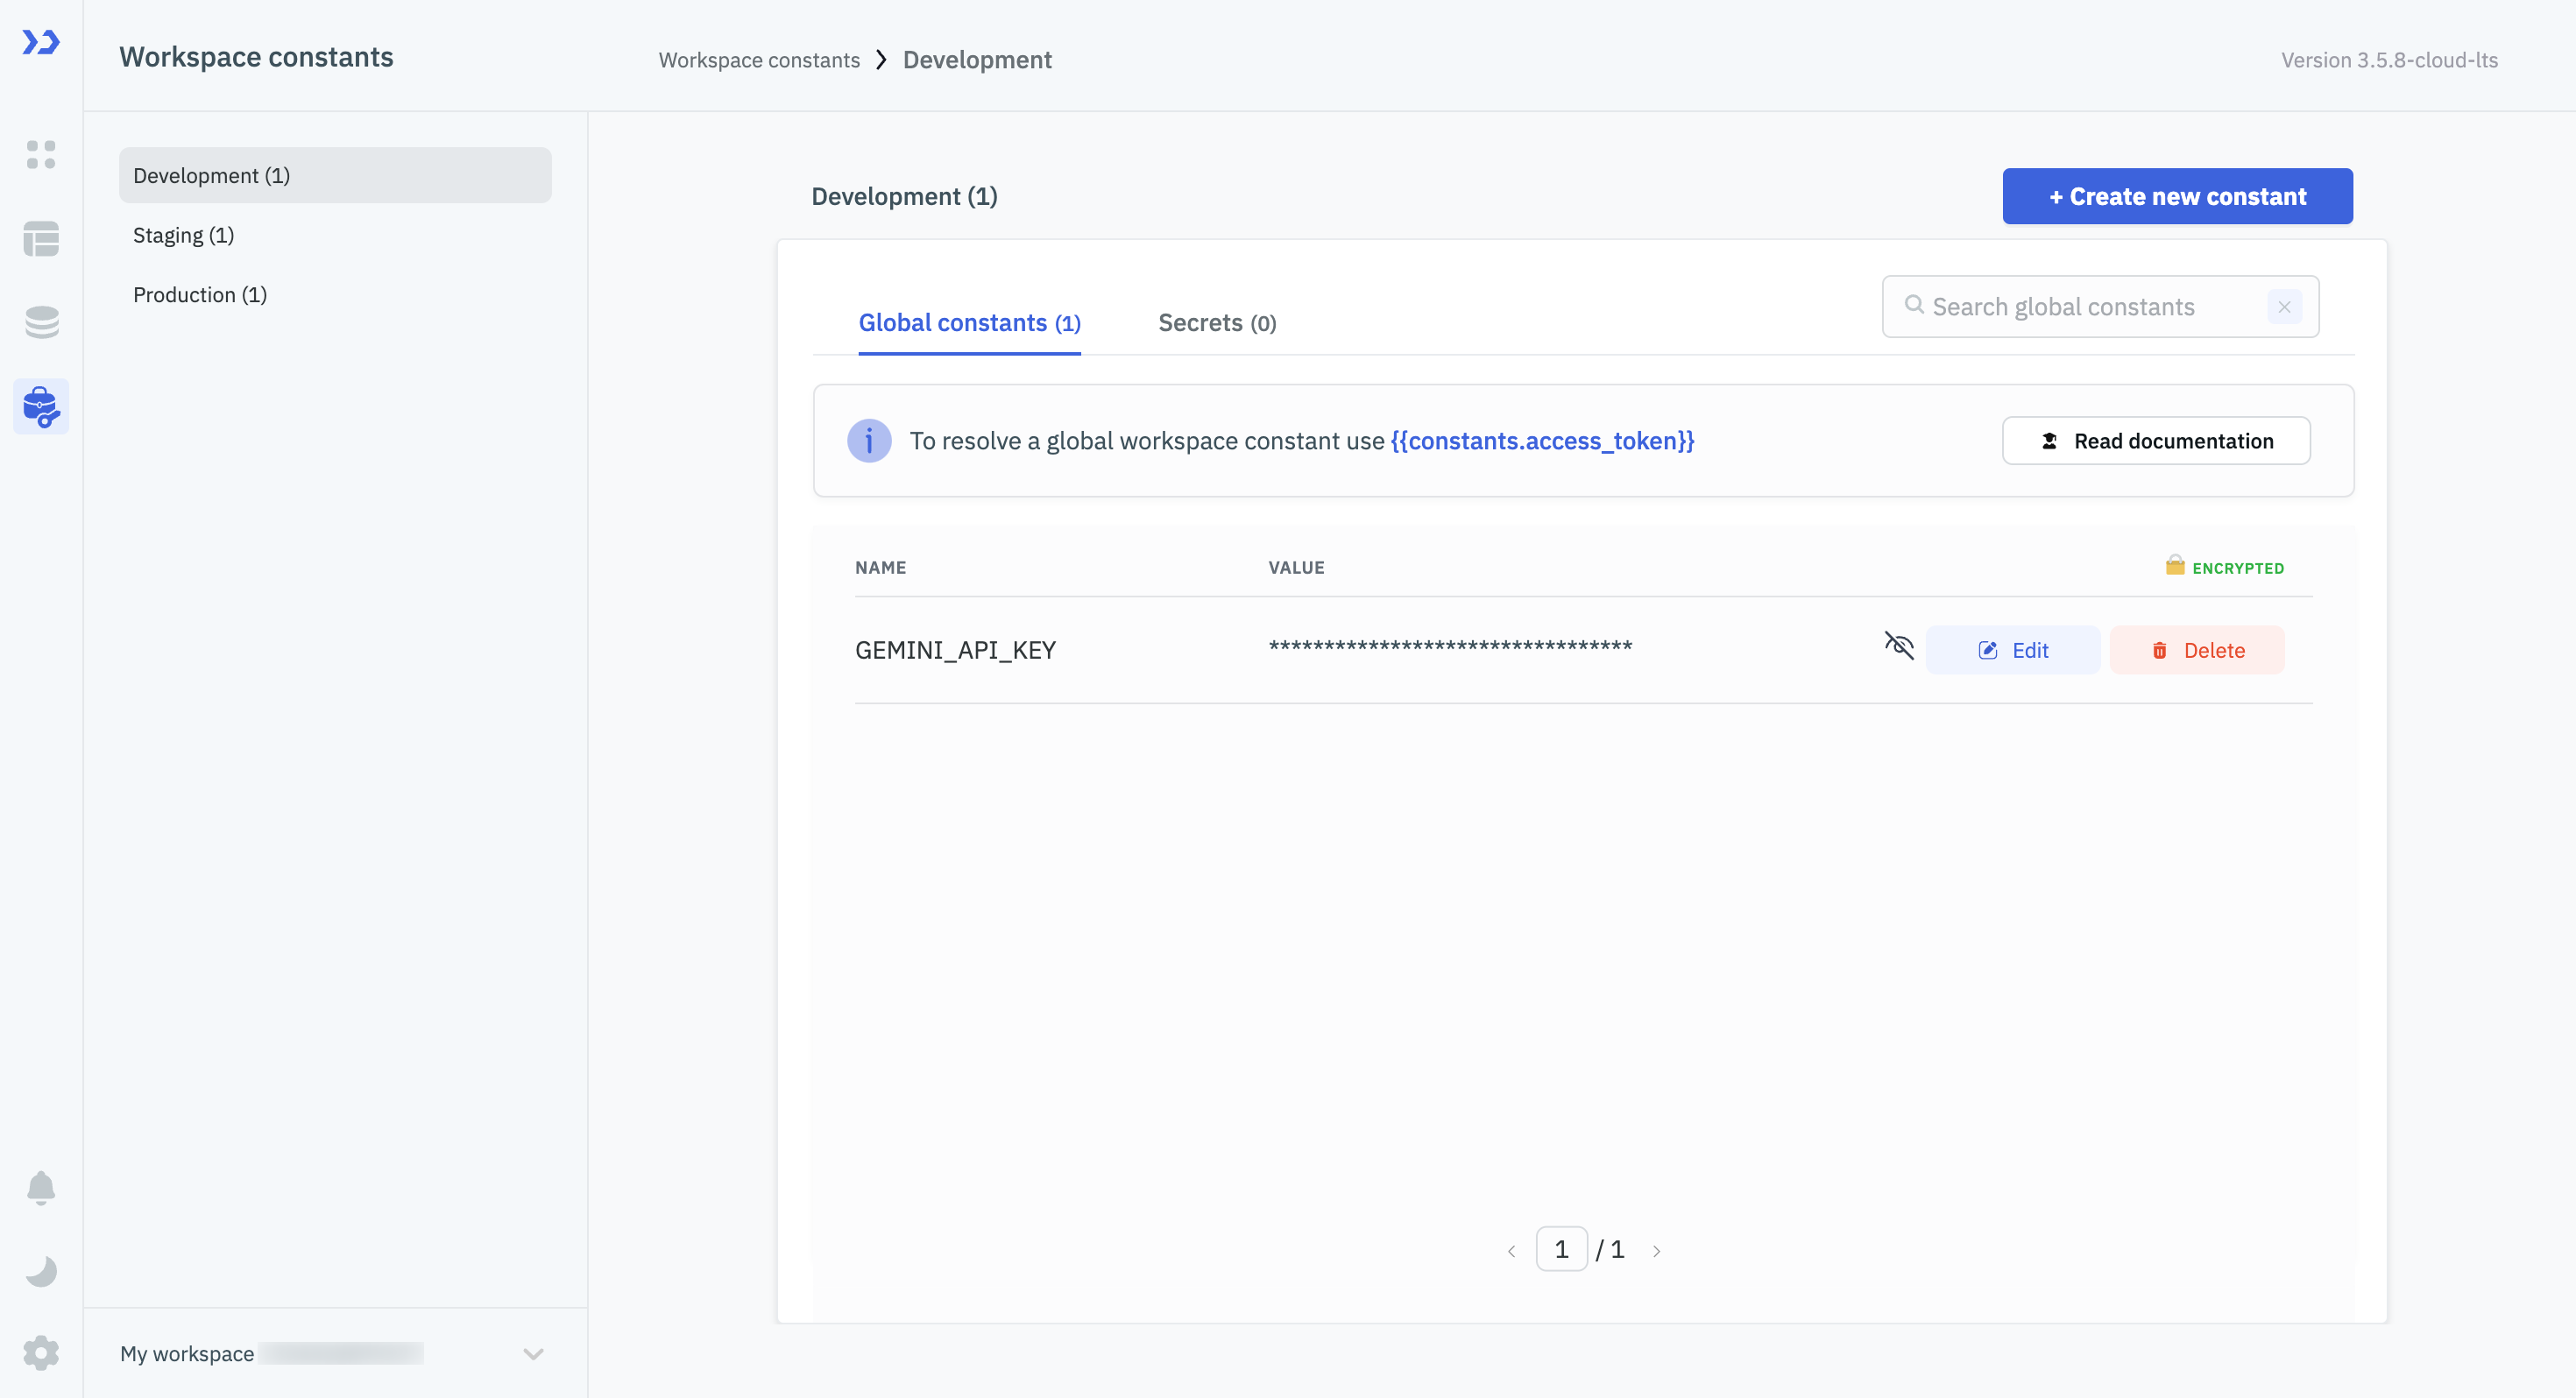 Workspace constants
Workspace constants > Development
Version 3.5.8-cloud-lts
Development (1)
Staging (1)
Production (1)
Development (1)
+ Create new constant
Global constants (1)
Secrets (0)
Search global constants
To resolve a global workspace constant use {{constants.access_token}}
Read documentation
NAME
VALUE
ENCRYPTED
GEMINI_API_KEY
*********************************
Edit
Delete
1 / 1
My workspace